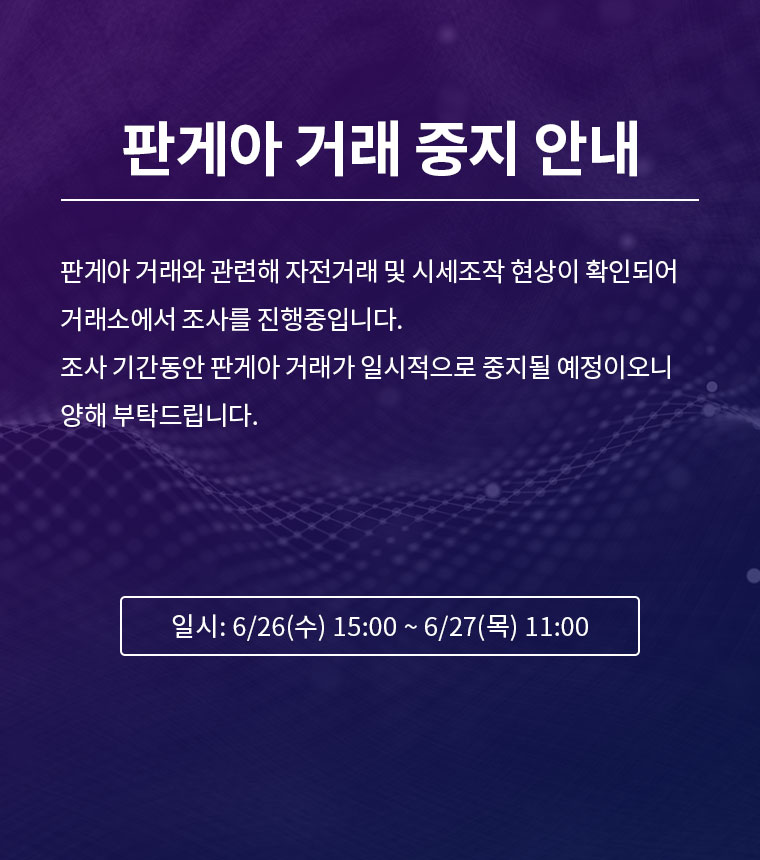 판게아 거래 중지 안내
판게아 거래와 관련해 자전거래 및 시세조작 현상이 확인되어
거래소에서 조사를 진행중입니다.
조사 기간동안 판게아 거래가 일시적으로 중지될 예정이오니
양해 부탁드립니다.
일시: 6/26(수) 15:00 ~ 6/27(목) 11:00